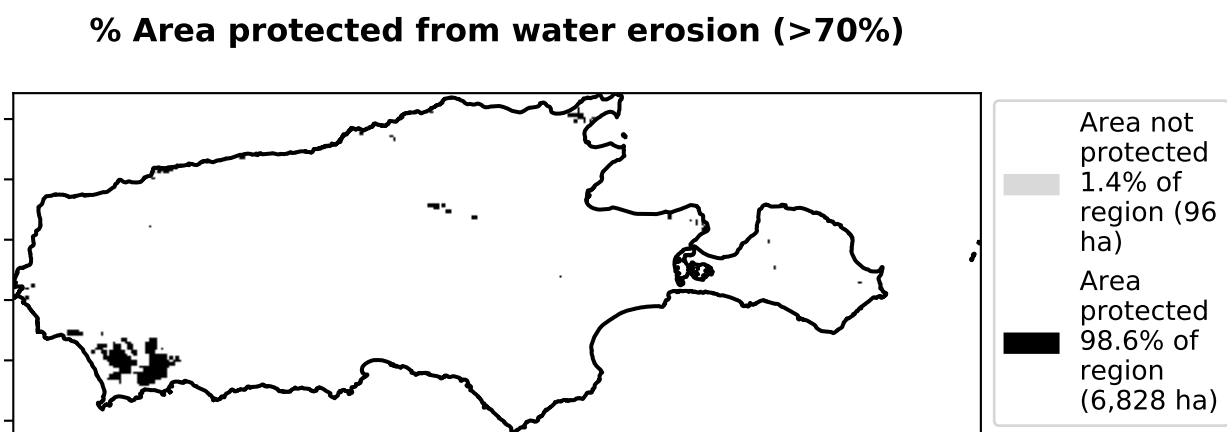 % Area protected from water erosion (>70%)
Area not
protected
1.4% of
region (96
ha)
Area
protected
98.6% of
region
(6,828 ha)